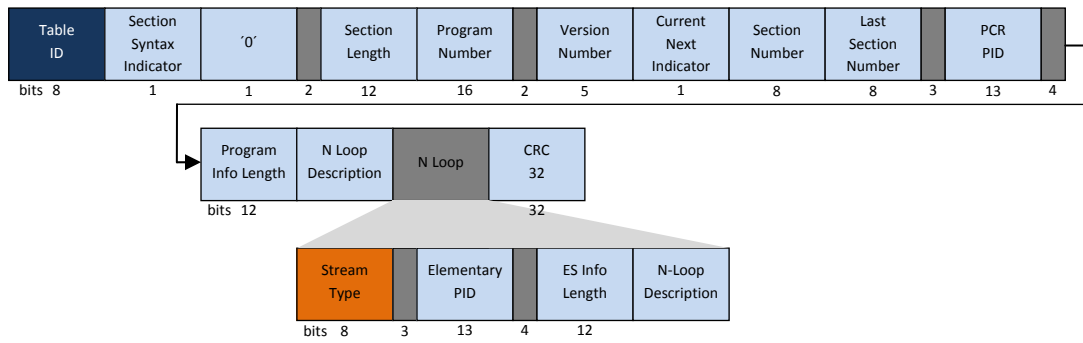 Table ID
Section Syntax Indicator
´0´
Section Length
Program Number
Version Number
Current Next Indicator
Section Number
Last Section Number
PCR PID
bits 8 1 1 2 12 16 2 5 1 8 8 3 13 4
Program Info Length
N Loop Description
N Loop
CRC 32
bits 12 32
Stream Type
Elementary PID
ES Info Length
N-Loop Description
bits 8 3 13 4 12